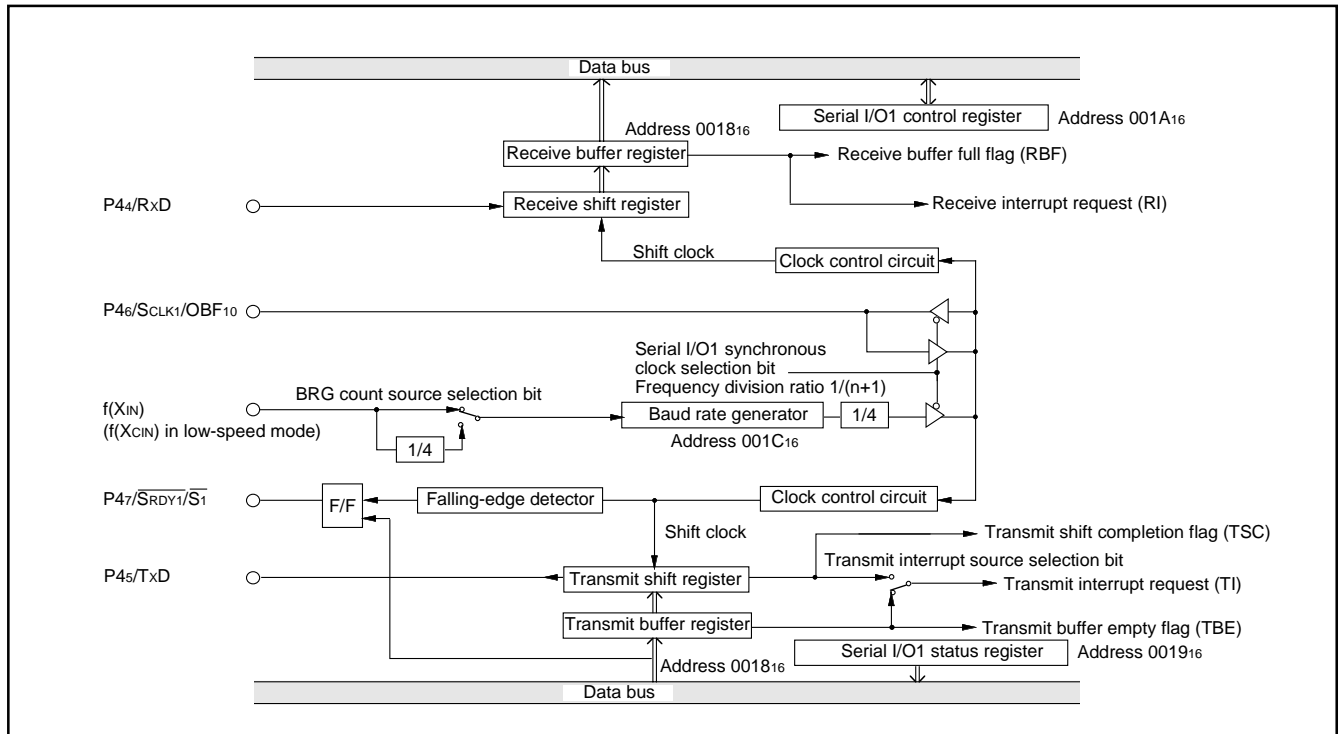 Data bus
Serial I/O1 control register
Address 001A16
Address 001816
Receive buffer register
Receive buffer full flag (RBF)
P44/RXD
Receive shift register
Receive interrupt request (RI)
Shift clock
Clock control circuit
P46/SCLK1/OBF10
Serial I/O1 synchronous
clock selection bit
Frequency division ratio 1/(n+1)
BRG count source selection bit
f(XIN)
(f(XCIN) in low-speed mode)
Baud rate generator
1/4
Address 001C16
1/4
P47/SRDY1/S1
F/F
Falling-edge detector
Clock control circuit
Shift clock
Transmit shift completion flag (TSC)
Transmit interrupt source selection bit
P45/TXD
Transmit shift register
Transmit interrupt request (TI)
Transmit buffer register
Transmit buffer empty flag (TBE)
Address 001816
Serial I/O1 status register
Address 001916
Data bus